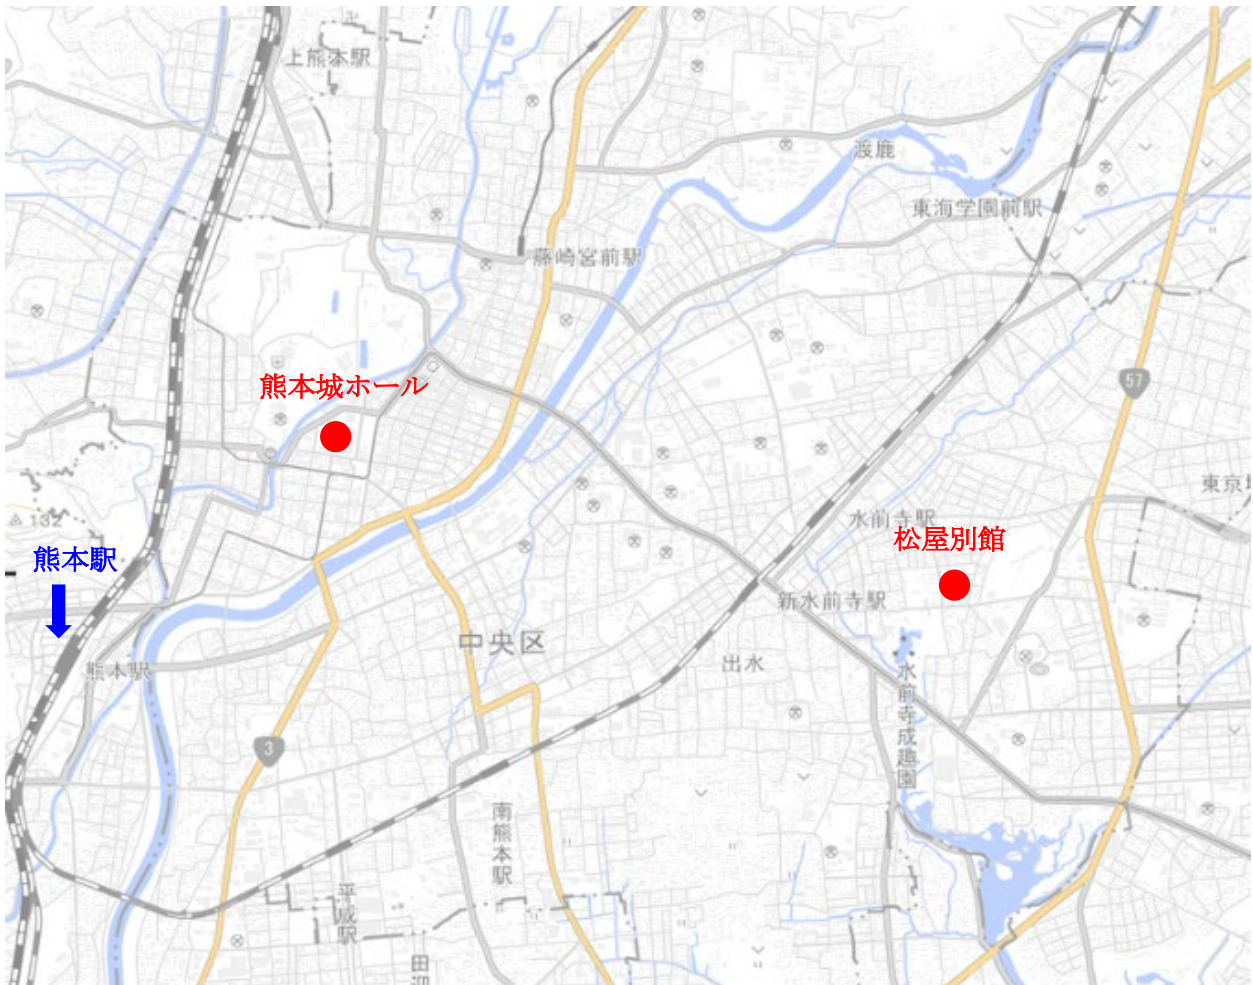 上熊本駅
渡鹿
東海学園前駅
藤崎宮前駅
57
熊本城ホール
東京塚
132
水前寺駅
松屋別館
熊本駅
新水前寺駅
中央区
出水
熊本駅
水前寺成趣園
3
南熊本駅
平成駅
田迎